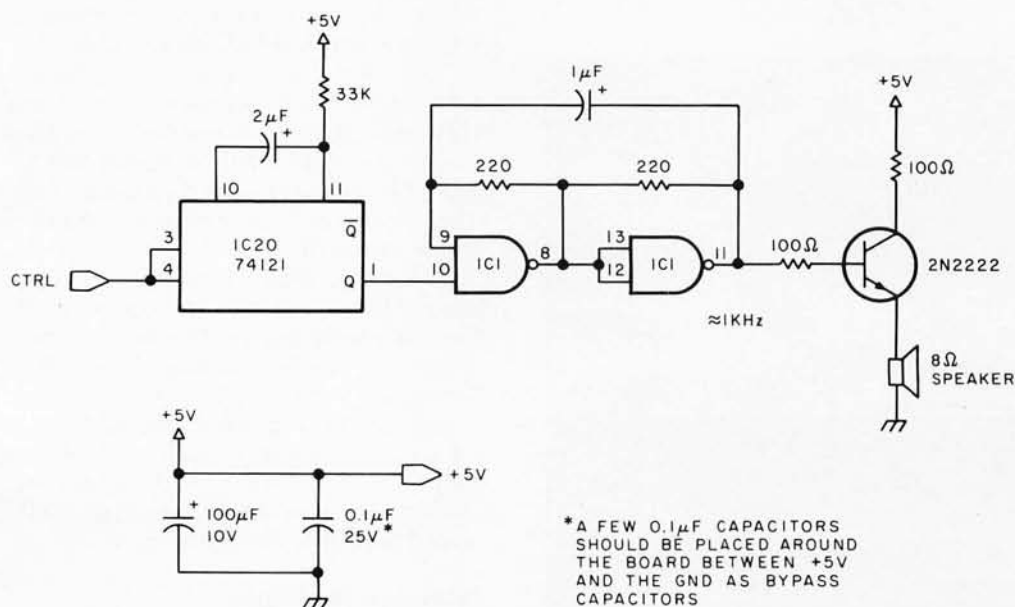 +5V
33K
2µF
+
10
11
3
4
CTRL
IC20
74121
Q̅
Q
1
1µF
+
220
220
9
10
IC1
8
13
12
IC1
11
≈1KHz
100Ω
+5V
100Ω
2N2222
8Ω
SPEAKER
+5V
+5V
+
100µF
10V
0.1µF
25V*
*A FEW 0.1µF CAPACITORS
SHOULD BE PLACED AROUND
THE BOARD BETWEEN +5V
AND THE GND AS BYPASS
CAPACITORS